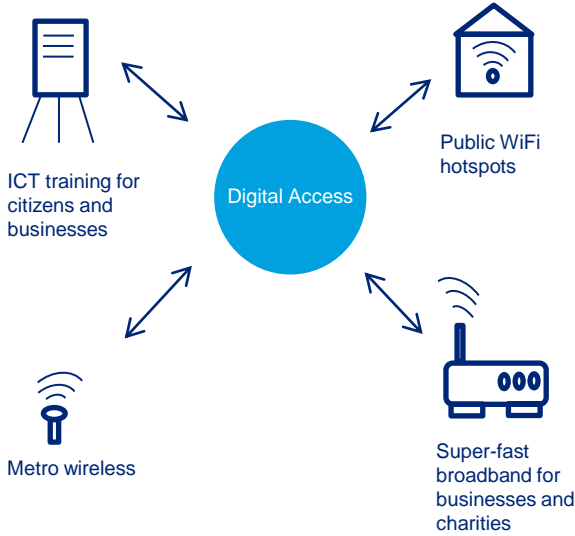 Public WiFi
hotspots
ICT training for
citizens and
businesses
Digital Access
Metro wireless
Super-fast
broadband for
businesses and
charities